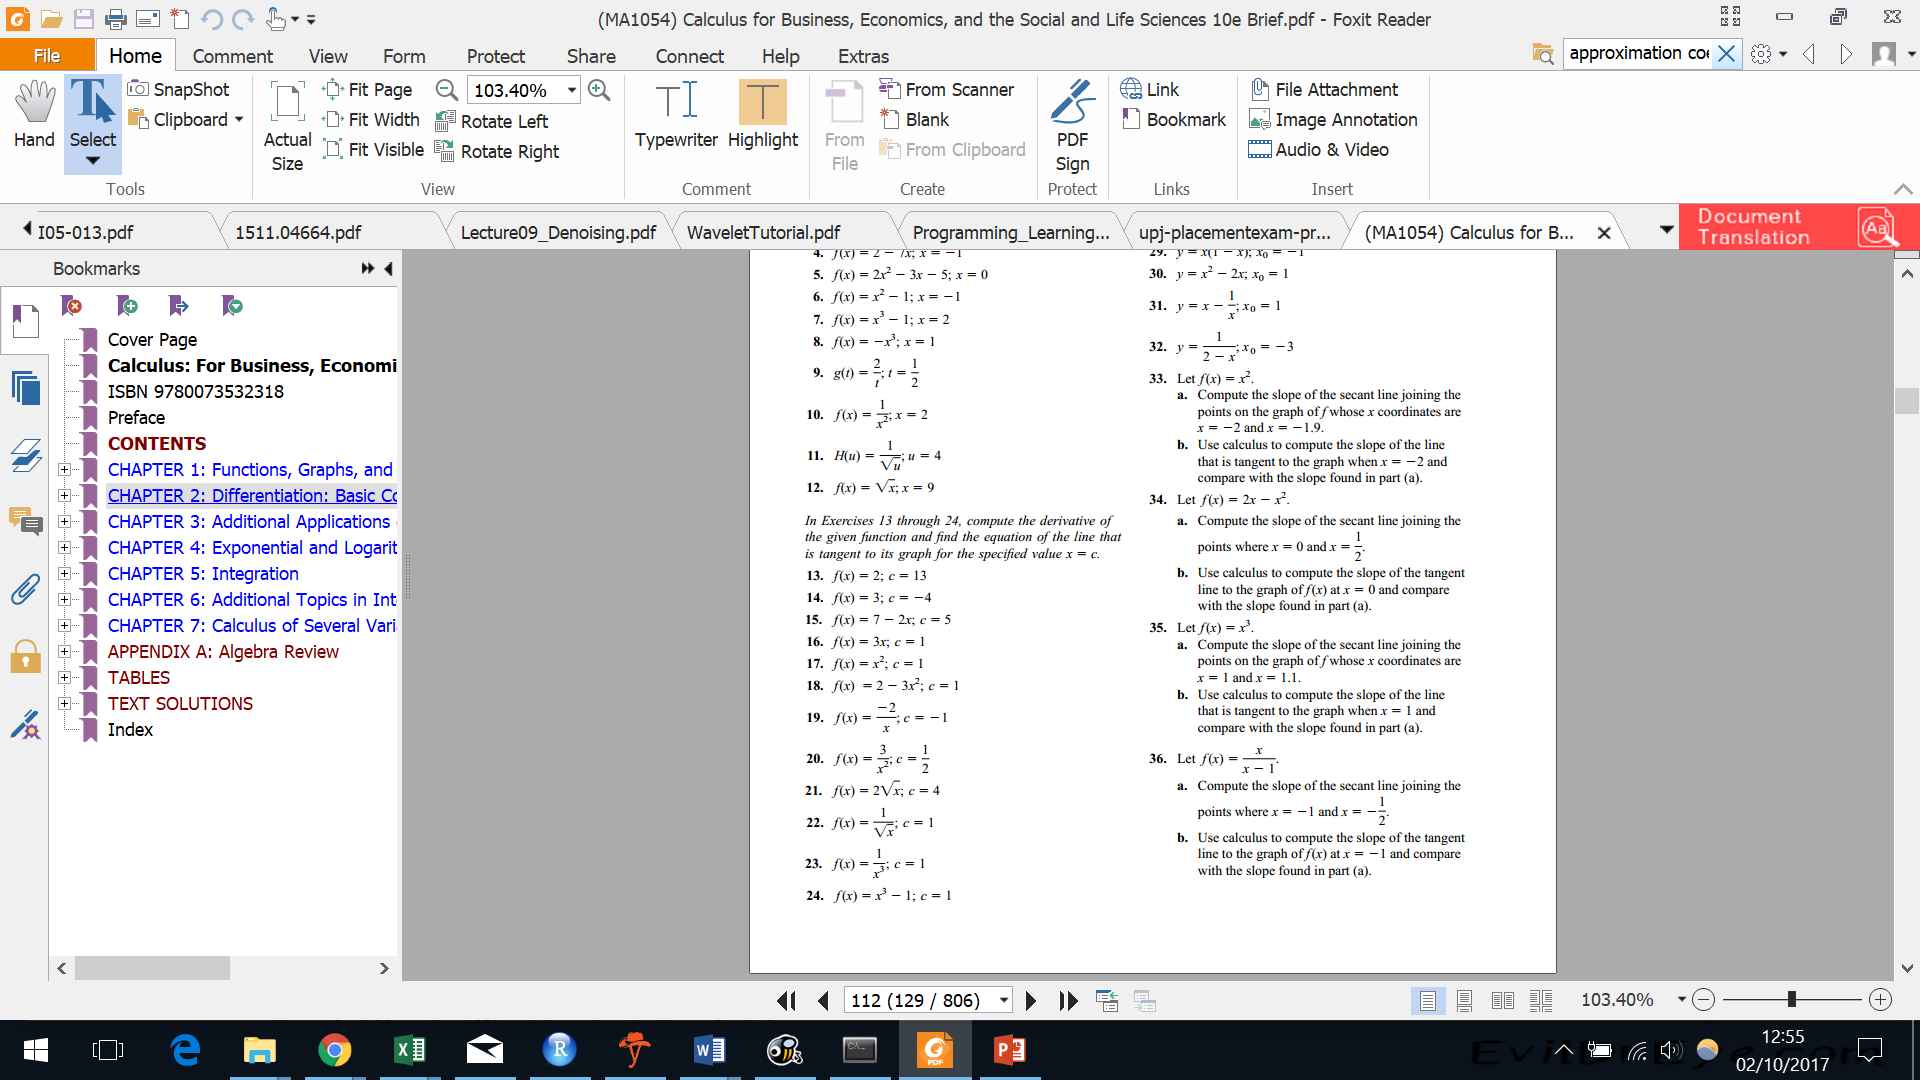 (MA1054) Calculus for Business, Economics, and the Social and Life Sciences 10e Brief.pdf - Foxit Reader
File Home Comment View Form Protect Share Connect Help Extras
approximation coe
Hand
Select
SnapShot
Clipboard
Tools
Actual Size
Fit Page
Fit Width
Fit Visible
103.40%
Rotate Left
Rotate Right
View
Typewriter
Highlight
Comment
From File
From Scanner
Blank
From Clipboard
Create
PDF Sign
Protect
Link
Bookmark
Links
File Attachment
Image Annotation
Audio & Video
Insert
I05-013.pdf
1511.04664.pdf
Lecture09_Denoising.pdf
WaveletTutorial.pdf
Programming_Learning...
upj-placementexam-pr...
(MA1054) Calculus for B...
Document Translation
Bookmarks
Cover Page
Calculus: For Business, Economi
ISBN 9780073532318
Preface
CONTENTS
CHAPTER 1: Functions, Graphs, and
CHAPTER 2: Differentiation: Basic Co
CHAPTER 3: Additional Applications
CHAPTER 4: Exponential and Logarit
CHAPTER 5: Integration
CHAPTER 6: Additional Topics in Int
CHAPTER 7: Calculus of Several Vari
APPENDIX A: Algebra Review
TABLES
TEXT SOLUTIONS
Index
4. f(x) = 2 − 7x; x = −1
5. f(x) = 2x² − 3x − 5; x = 0
6. f(x) = x² − 1; x = −1
7. f(x) = x³ − 1; x = 2
8. f(x) = −x³; x = 1
9. g(t) = 2/t; t = 1/2
10. f(x) = 1/x²; x = 2
11. H(u) = 1/√u; u = 4
12. f(x) = √x; x = 9
In Exercises 13 through 24, compute the derivative of
the given function and find the equation of the line that
is tangent to its graph for the specified value x = c.
13. f(x) = 2; c = 13
14. f(x) = 3; c = −4
15. f(x) = 7 − 2x; c = 5
16. f(x) = 3x; c = 1
17. f(x) = x²; c = 1
18. f(x) = 2 − 3x²; c = 1
19. f(x) = −2/x; c = −1
20. f(x) = 3/x²; c = 1/2
21. f(x) = 2√x; c = 4
22. f(x) = 1/√x; c = 1
23. f(x) = 1/x³; c = 1
24. f(x) = x³ − 1; c = 1
29. y = x(1 − x); x₀ = −1
30. y = x² − 2x; x₀ = 1
31. y = x − 1/x; x₀ = 1
32. y = 1/(2 − x); x₀ = −3
33. Let f(x) = x².
a. Compute the slope of the secant line joining the
points on the graph of f whose x coordinates are
x = −2 and x = −1.9.
b. Use calculus to compute the slope of the line
that is tangent to the graph when x = −2 and
compare with the slope found in part (a).
34. Let f(x) = 2x − x².
a. Compute the slope of the secant line joining the
points where x = 0 and x = 1/2.
b. Use calculus to compute the slope of the tangent
line to the graph of f(x) at x = 0 and compare
with the slope found in part (a).
35. Let f(x) = x³.
a. Compute the slope of the secant line joining the
points on the graph of f whose x coordinates are
x = 1 and x = 1.1.
b. Use calculus to compute the slope of the line
that is tangent to the graph when x = 1 and
compare with the slope found in part (a).
36. Let f(x) = x/(x − 1).
a. Compute the slope of the secant line joining the
points where x = −1 and x = −1/2.
b. Use calculus to compute the slope of the tangent
line to the graph of f(x) at x = −1 and compare
with the slope found in part (a).
112 (129 / 806)
103.40%
12:55
02/10/2017